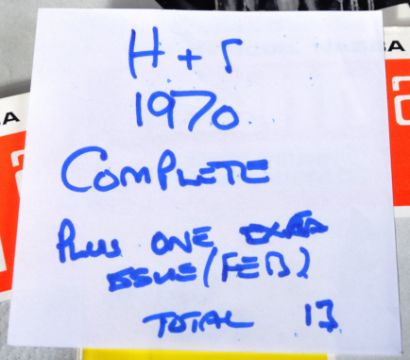 H + S
1970
COMPLETE
PLUS ONE EXTRA
ISSUE (FEB)
TOTAL 13